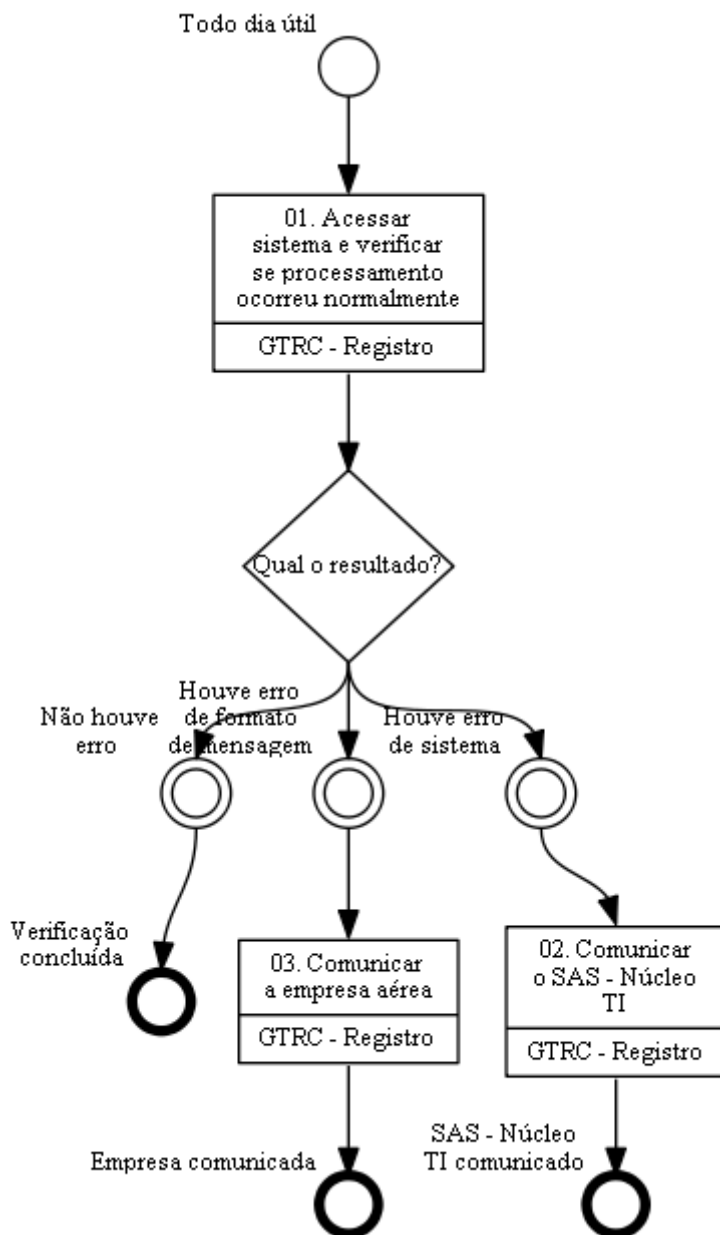 Todo dia útil
01. Acessar
sistema e verificar
se processamento
ocorreu normalmente
GTRC - Registro
Qual o resultado?
Não houve
erro
Houve erro
de formato
de mensagem
Houve erro
de sistema
Verificação
concluída
03. Comunicar
a empresa aérea
GTRC - Registro
02. Comunicar
o SAS - Núcleo
TI
GTRC - Registro
Empresa comunicada
SAS - Núcleo
TI comunicado